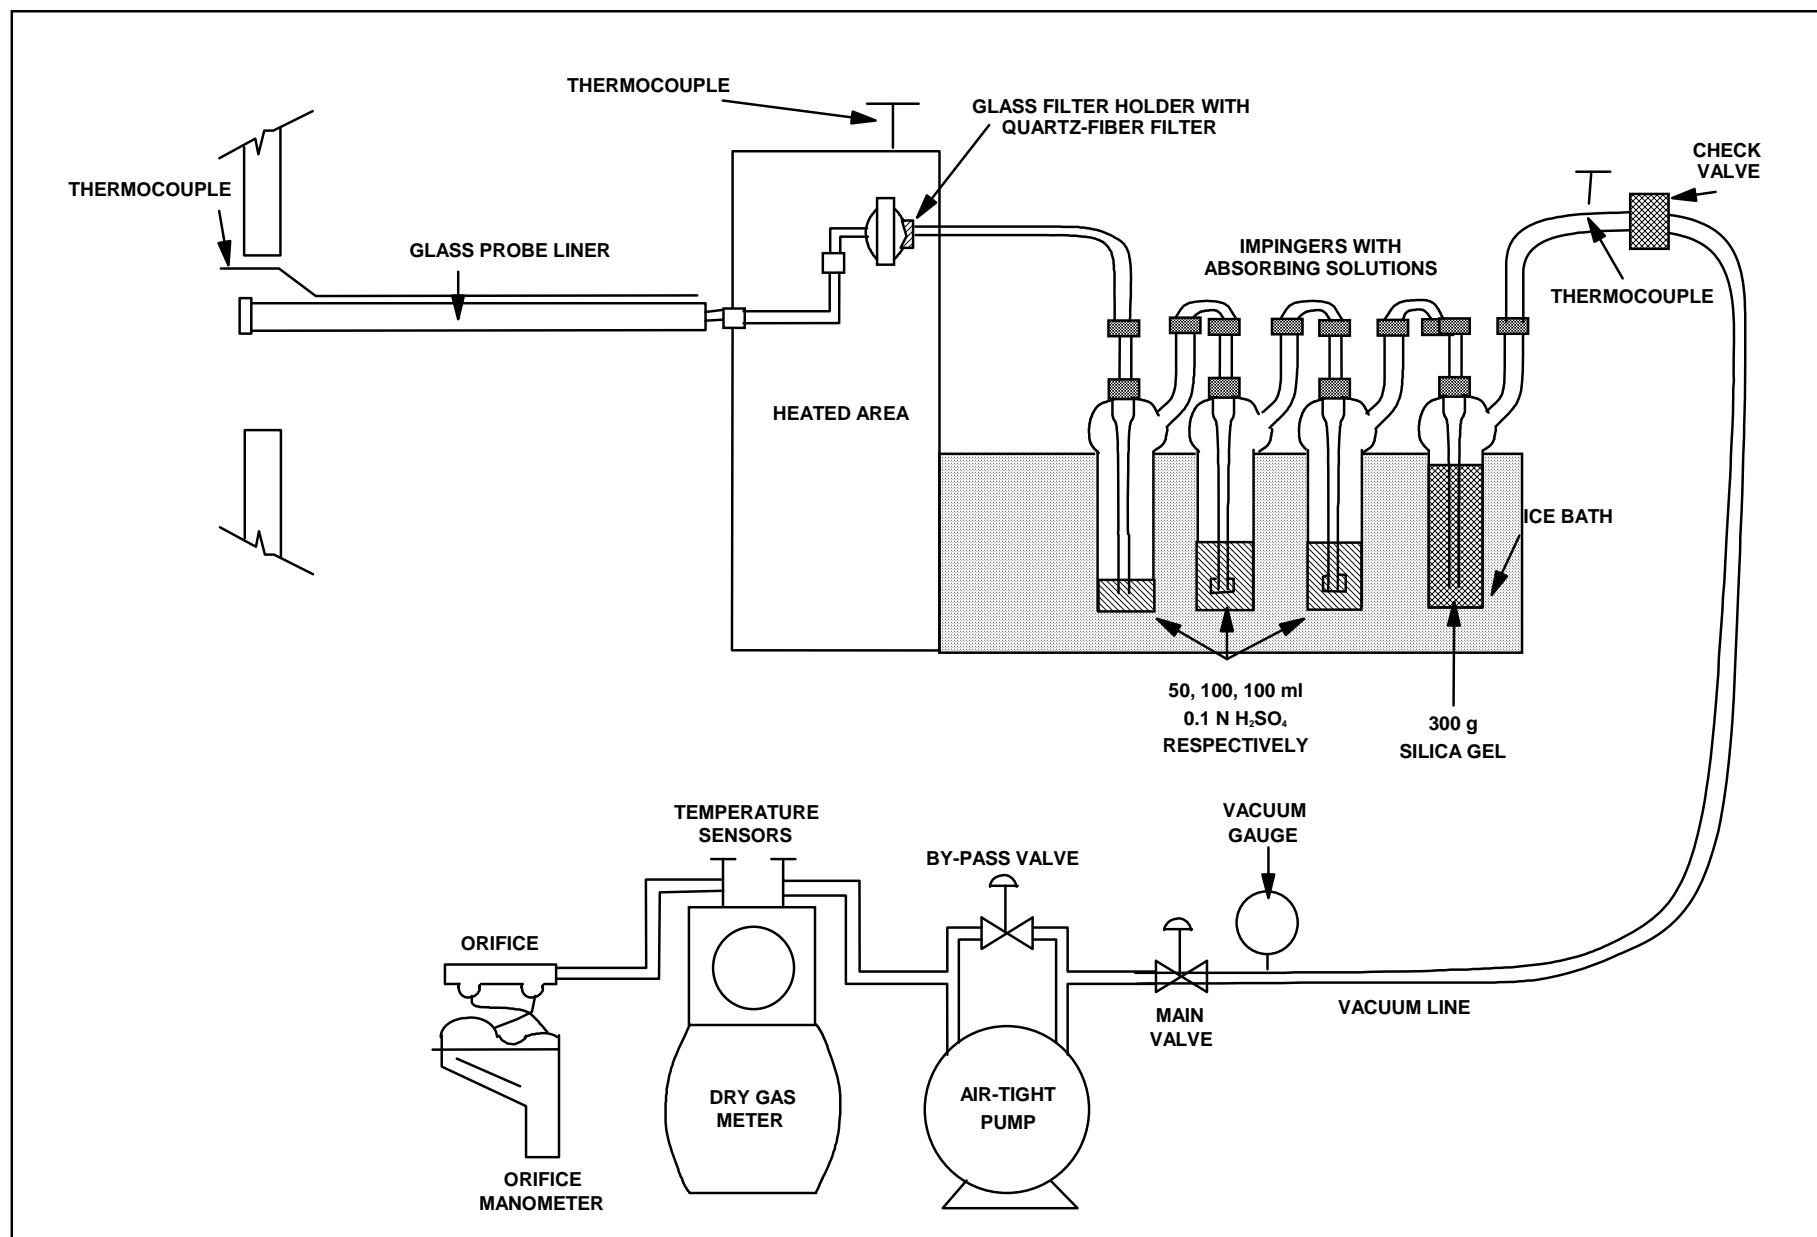 THERMOCOUPLE
GLASS FILTER HOLDER WITH
QUARTZ-FIBER FILTER
CHECK
VALVE
THERMOCOUPLE
GLASS PROBE LINER
IMPINGERS WITH
ABSORBING SOLUTIONS
THERMOCOUPLE
HEATED AREA
ICE BATH
50, 100, 100 ml
0.1 N H₂SO₄
RESPECTIVELY
300 g
SILICA GEL
TEMPERATURE
SENSORS
VACUUM
GAUGE
BY-PASS VALVE
ORIFICE
MAIN
VALVE
VACUUM LINE
DRY GAS
METER
AIR-TIGHT
PUMP
ORIFICE
MANOMETER